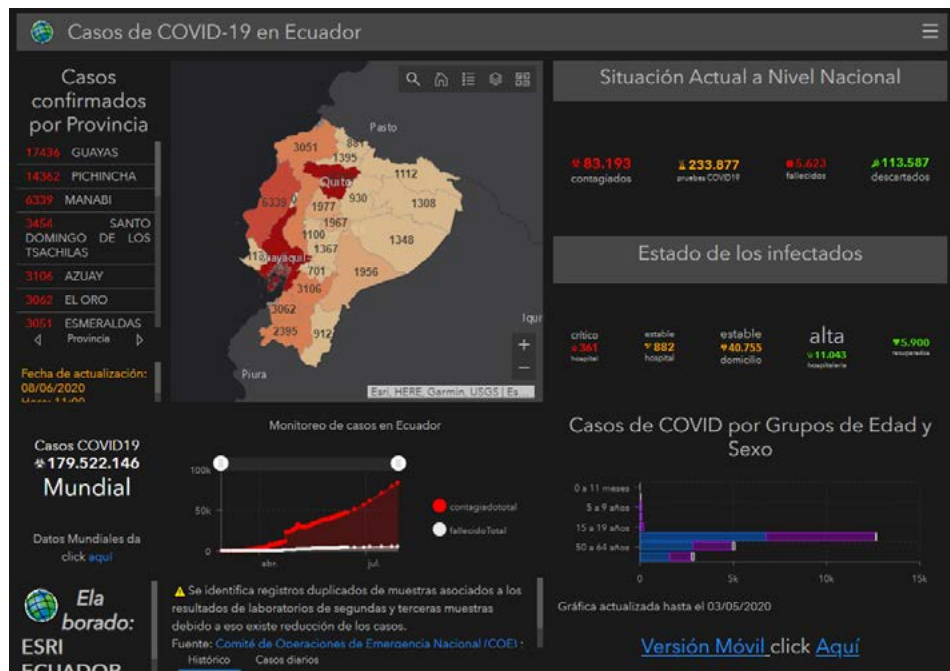 Casos de COVID-19 en Ecuador
Casos
confirmados
por Provincia
17436 GUAYAS
14362 PICHINCHA
6339 MANABI
3454 SANTO
DOMINGO DE LOS
TSACHILAS
3106 AZUAY
3062 EL ORO
3051 ESMERALDAS
Provincia
Fecha de actualización:
08/06/2020
Hora: 11:00
Pasto
3051
881
1395
Quito
1112
6339
1977
930
1308
1967
1100
1367
1348
Guayaquil
701
1956
3106
3062
2395
912
Piura
Esri, HERE, Garmin, USGS | Es
Situación Actual a Nivel Nacional
83.193
contagiados
233.877
pruebas COVID19
5.623
fallecidos
113.587
descartados
Estado de los infectados
crítico
361
hospital
estable
882
hospital
estable
40.755
domicilio
alta
11.043
hospitalaria
5.900
recuperados
Casos COVID19
179.522.146
Mundial
Datos Mundiales da
click aquí
Monitoreo de casos en Ecuador
100k
50k
0
abr.
jul.
contagiadototal
fallecidoTotal
Casos de COVID por Grupos de Edad y
Sexo
0 a 11 meses
5 a 9 años
15 a 19 años
50 a 64 años
0 5k 10k 15k
Gráfica actualizada hasta el 03/05/2020
Ela
borado:
ESRI
ECUADOR
⚠ Se identifica registros duplicados de muestras asociados a los
resultados de laboratorios de segundas y terceras muestras
debido a eso existe reducción de los casos.
Fuente: Comité de Operaciones de Emergencia Nacional (COE) :
Histórico Casos diarios
Versión Móvil click Aquí